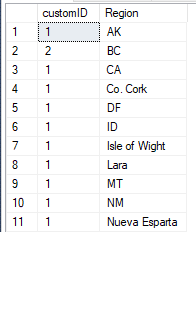 customID Region
1 1 AK
2 2 BC
3 1 CA
4 1 Co. Cork
5 1 DF
6 1 ID
7 1 Isle of Wight
8 1 Lara
9 1 MT
10 1 NM
11 1 Nueva Esparta